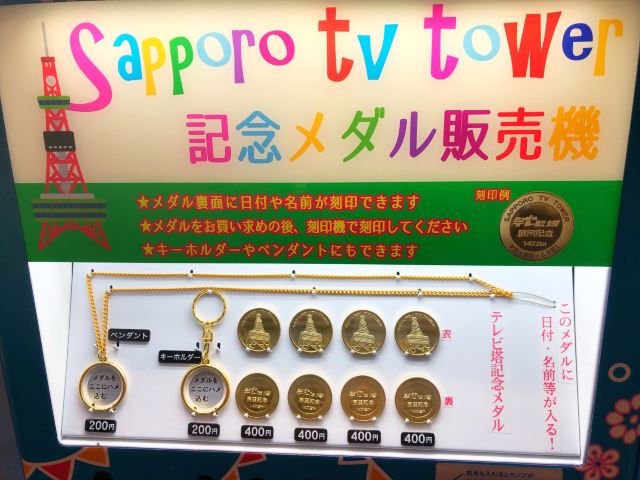 Sapporo tv tower
記念メダル販売機
★メダル裏面に日付や名前が刻印できます
★メダルをお買い求めの後、刻印機で刻印してください
★キーホルダーやペンダントにもできます
刻印例
SAPPORO TV TOWER
テレビ塔
147.2m
ペンダント
メダルを
ここにハメ
込む
200円
キーホルダー
メダルを
ここにハメ
込む
200円
表
裏
400円
400円
400円
400円
このメダルに
日付・名前等が入る!
テレビ塔記念メダル